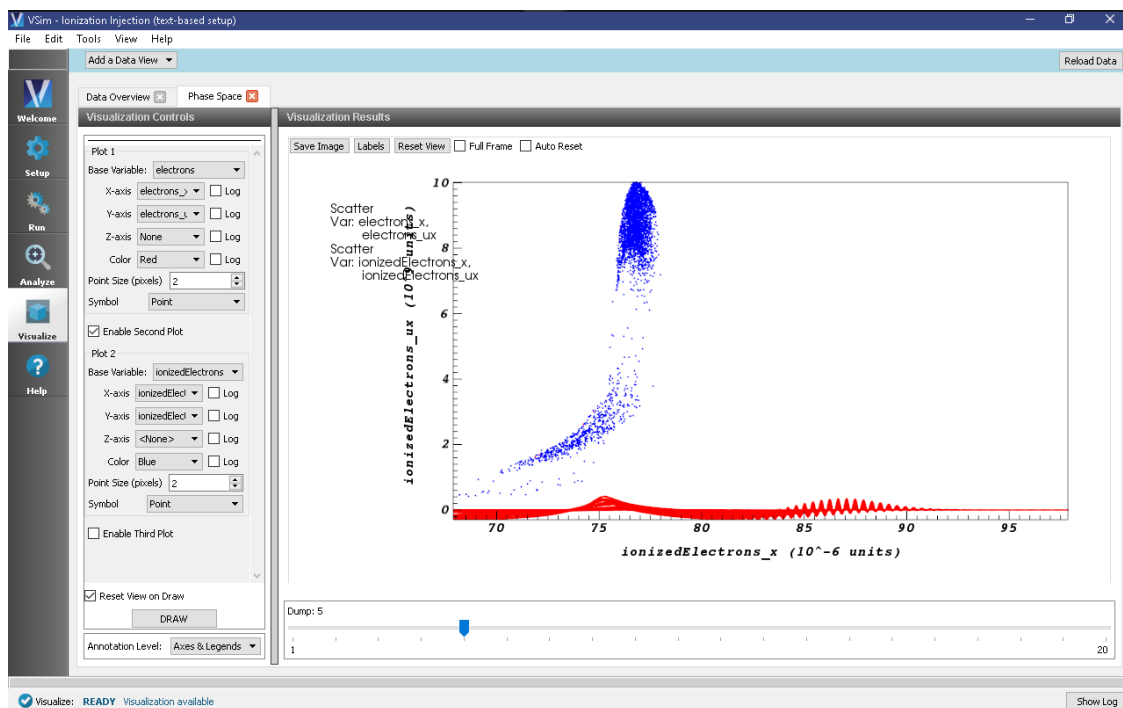 VSim - Ionization Injection (text-based setup)
File Edit Tools View Help
Add a Data View
Reload Data
Data Overview
Phase Space
Welcome
Setup
Run
Analyze
Visualize
Help
Visualization Controls
Plot 1
Base Variable: electrons
X-axis electrons_x Log
Y-axis electrons_u Log
Z-axis None Log
Color Red Log
Point Size (pixels) 2
Symbol Point
Enable Second Plot
Plot 2
Base Variable: ionizedElectrons
X-axis ionizedElect Log
Y-axis ionizedElect Log
Z-axis <None> Log
Color Blue Log
Point Size (pixels) 2
Symbol Point
Enable Third Plot
Reset View on Draw
DRAW
Annotation Level: Axes & Legends
Visualization Results
Save Image Labels Reset View Full Frame Auto Reset
Scatter
Var: electrons_x,
electrons_ux
Scatter
Var: ionizedElectrons_x,
ionizedElectrons_ux
ionizedElectrons_ux units)
10
8
6
4
2
0
70 75 80 85 90 95
ionizedElectrons_x (10^-6 units)
Dump: 5
1 20
Visualize: READY Visualization available
Show Log